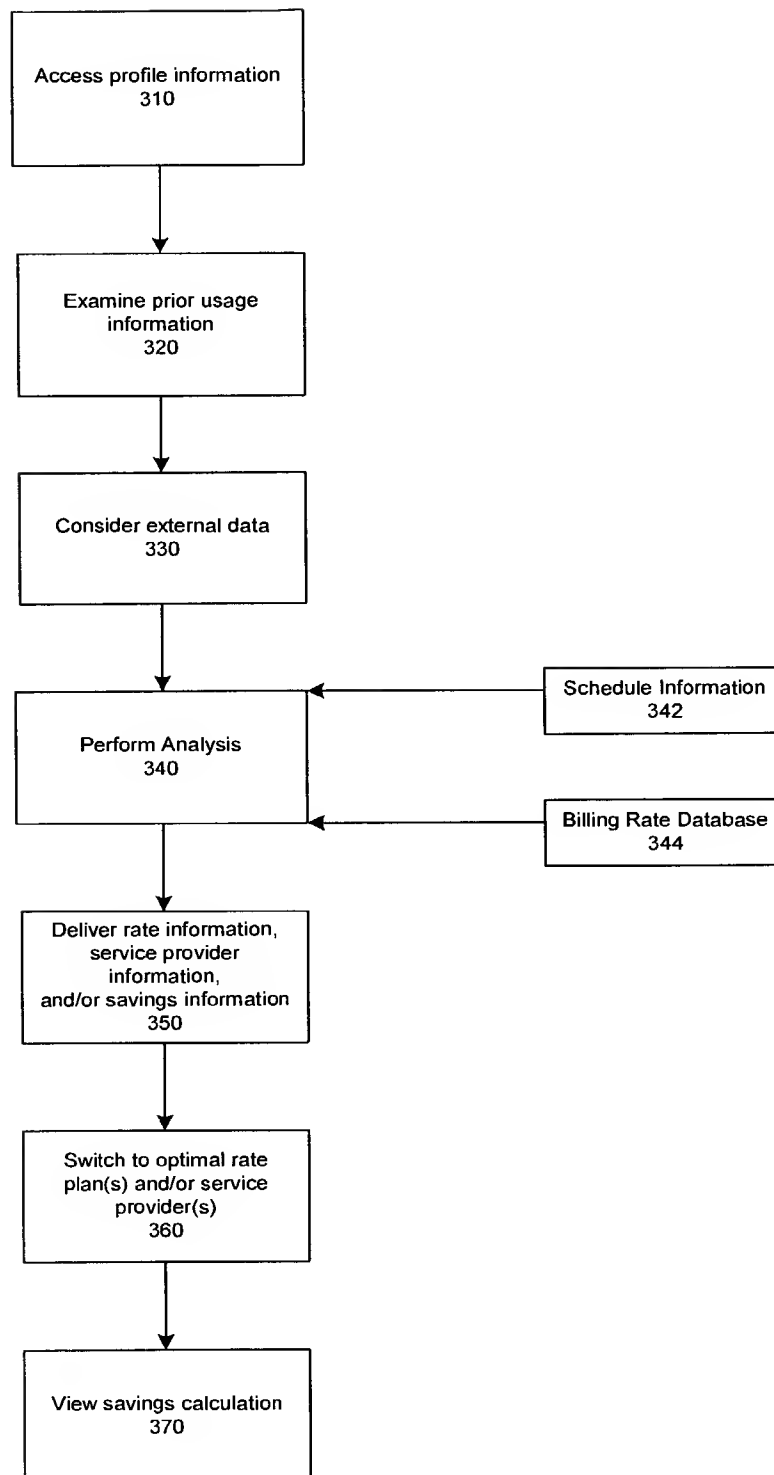 Access profile information
310
Examine prior usage
information
320
Consider external data
330
Perform Analysis
340
Schedule Information
342
Billing Rate Database
344
Deliver rate information,
service provider
information,
and/or savings information
350
Switch to optimal rate
plan(s) and/or service
provider(s)
360
View savings calculation
370